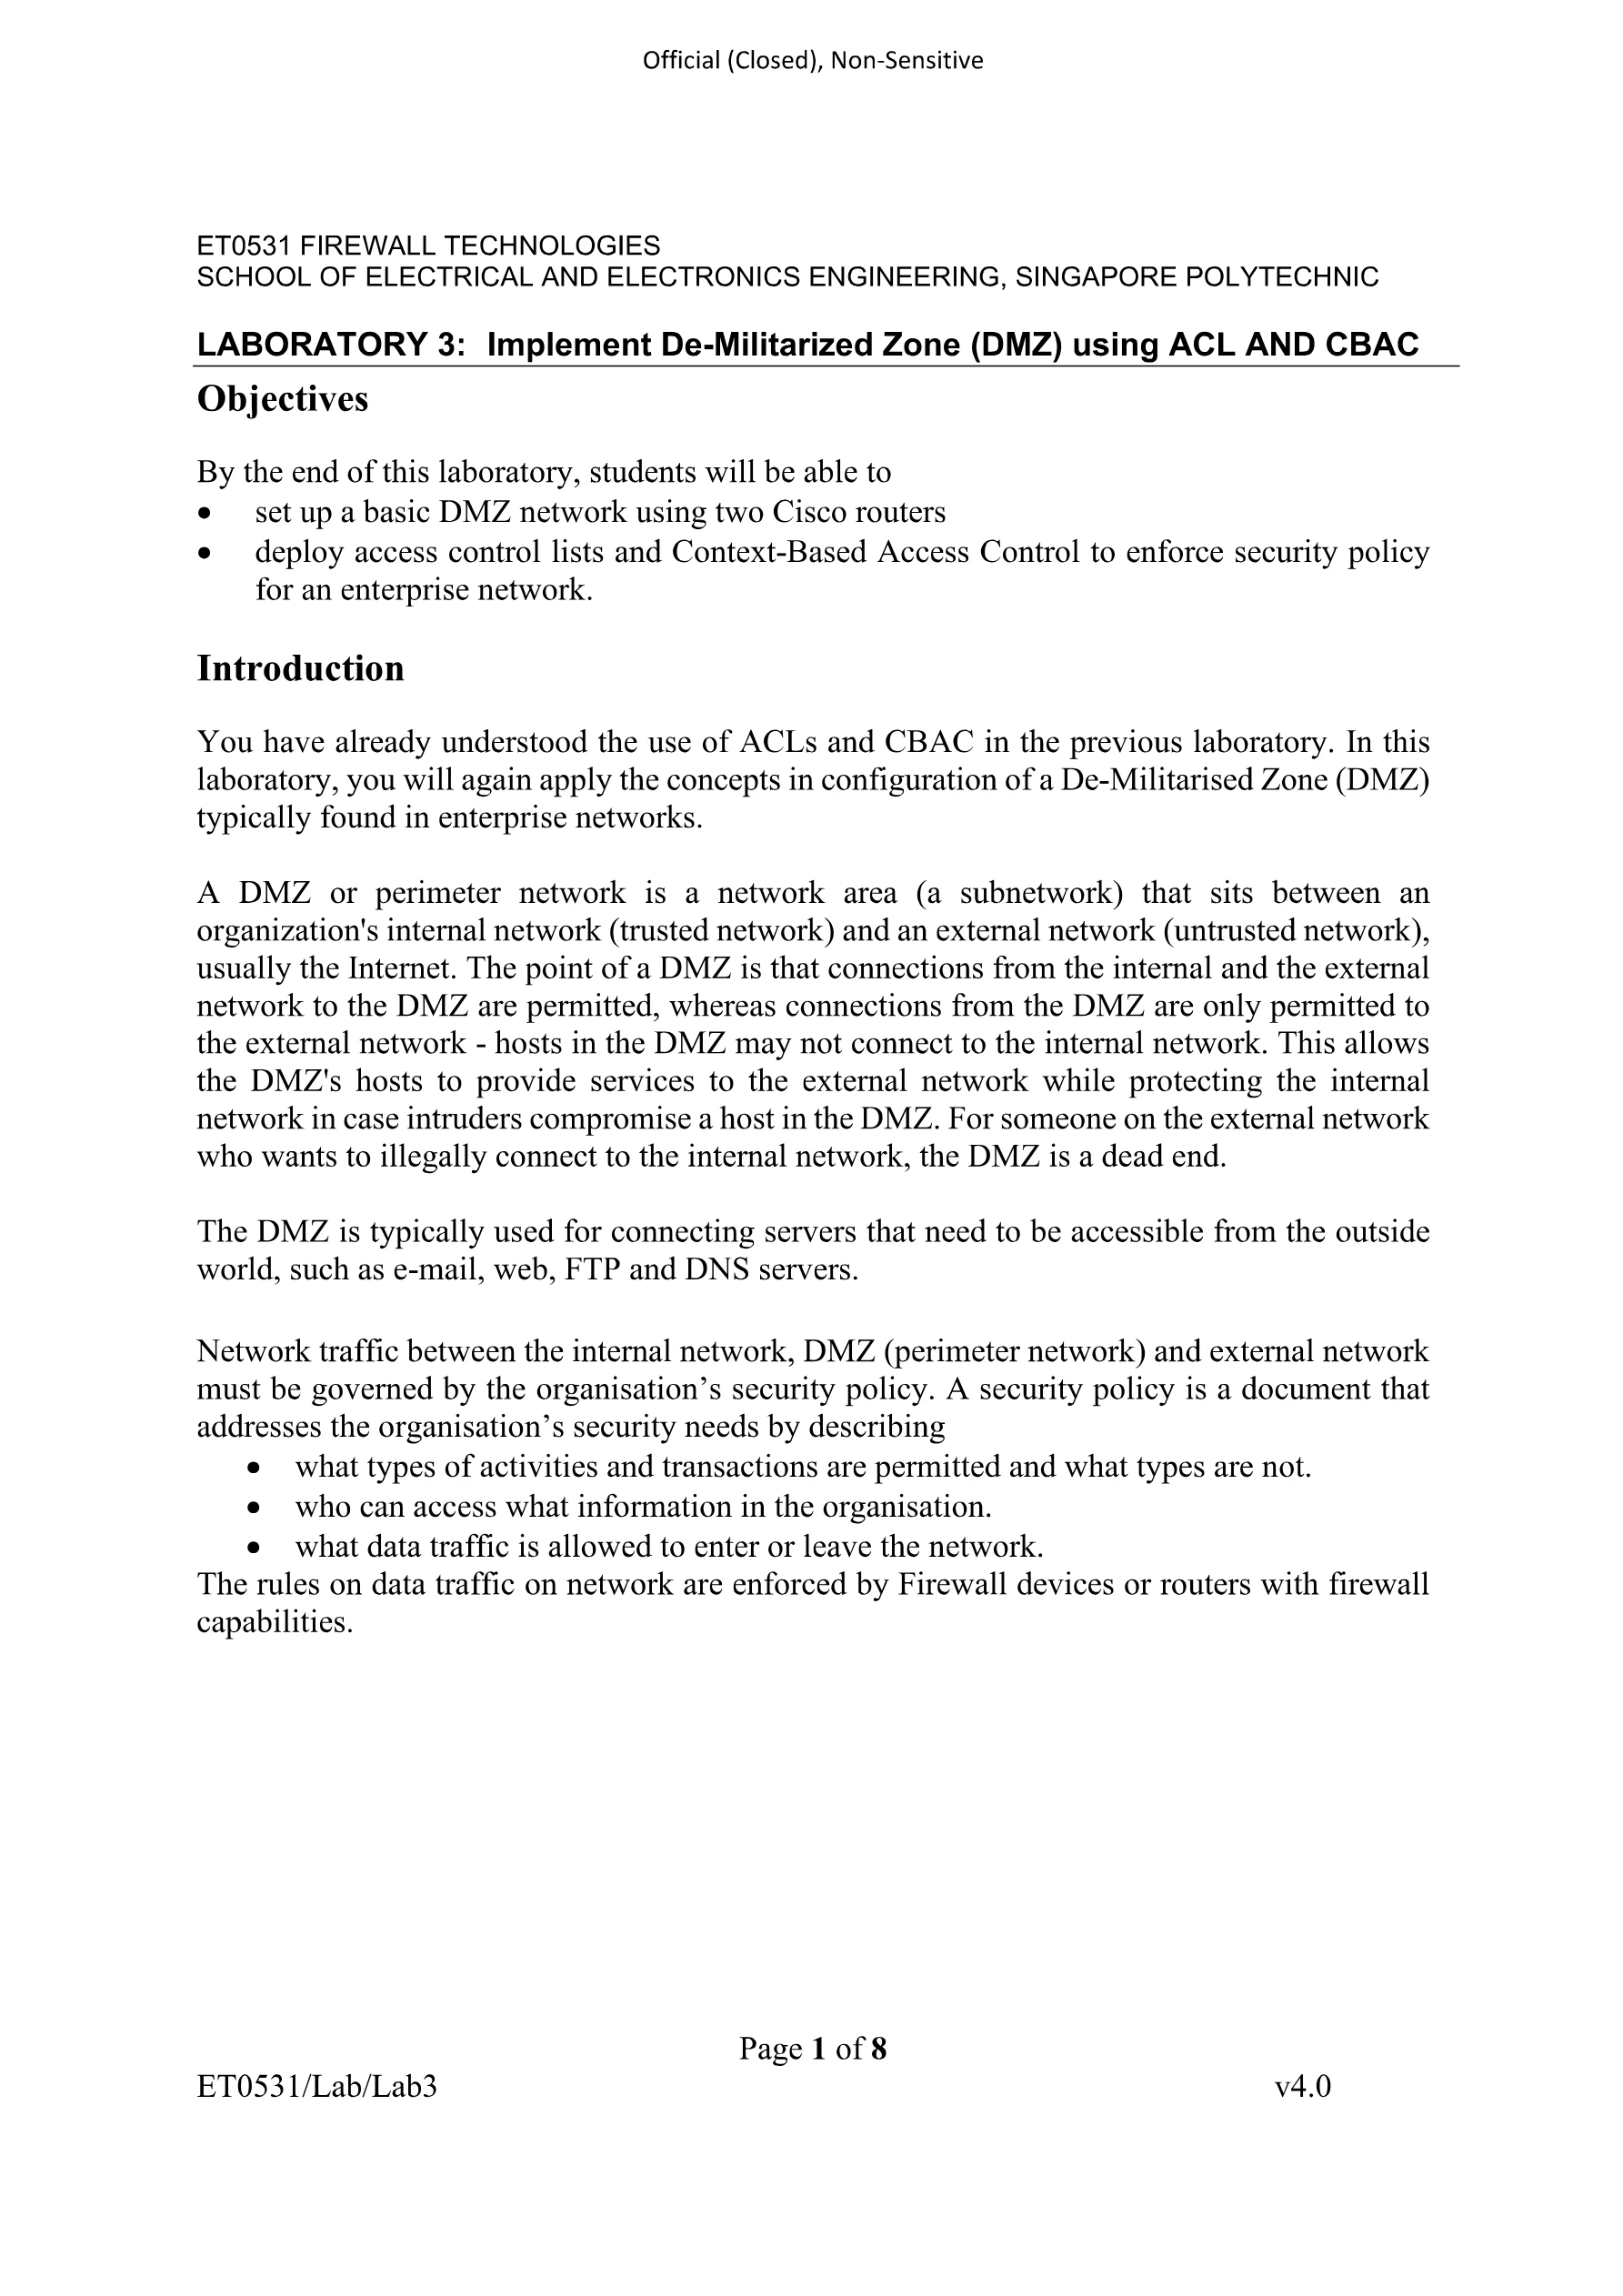 Official (Closed), Non-Sensitive
ET0531 FIREWALL TECHNOLOGIES
SCHOOL OF ELECTRICAL AND ELECTRONICS ENGINEERING, SINGAPORE POLYTECHNIC
LABORATORY 3: Implement De-Militarized Zone (DMZ) using ACL AND CBAC
Objectives
By the end of this laboratory, students will be able to
• set up a basic DMZ network using two Cisco routers
• deploy access control lists and Context-Based Access Control to enforce security policy
for an enterprise network.
Introduction
You have already understood the use of ACLs and CBAC in the previous laboratory. In this
laboratory, you will again apply the concepts in configuration of a De-Militarised Zone (DMZ)
typically found in enterprise networks.
A DMZ or perimeter network is a network area (a subnetwork) that sits between an
organization's internal network (trusted network) and an external network (untrusted network),
usually the Internet. The point of a DMZ is that connections from the internal and the external
network to the DMZ are permitted, whereas connections from the DMZ are only permitted to
the external network - hosts in the DMZ may not connect to the internal network. This allows
the DMZ's hosts to provide services to the external network while protecting the internal
network in case intruders compromise a host in the DMZ. For someone on the external network
who wants to illegally connect to the internal network, the DMZ is a dead end.
The DMZ is typically used for connecting servers that need to be accessible from the outside
world, such as e-mail, web, FTP and DNS servers.
Network traffic between the internal network, DMZ (perimeter network) and external network
must be governed by the organisation’s security policy. A security policy is a document that
addresses the organisation’s security needs by describing
• what types of activities and transactions are permitted and what types are not.
• who can access what information in the organisation.
• what data traffic is allowed to enter or leave the network.
The rules on data traffic on network are enforced by Firewall devices or routers with firewall
capabilities.
Page 1 of 8
ET0531/Lab/Lab3 v4.0